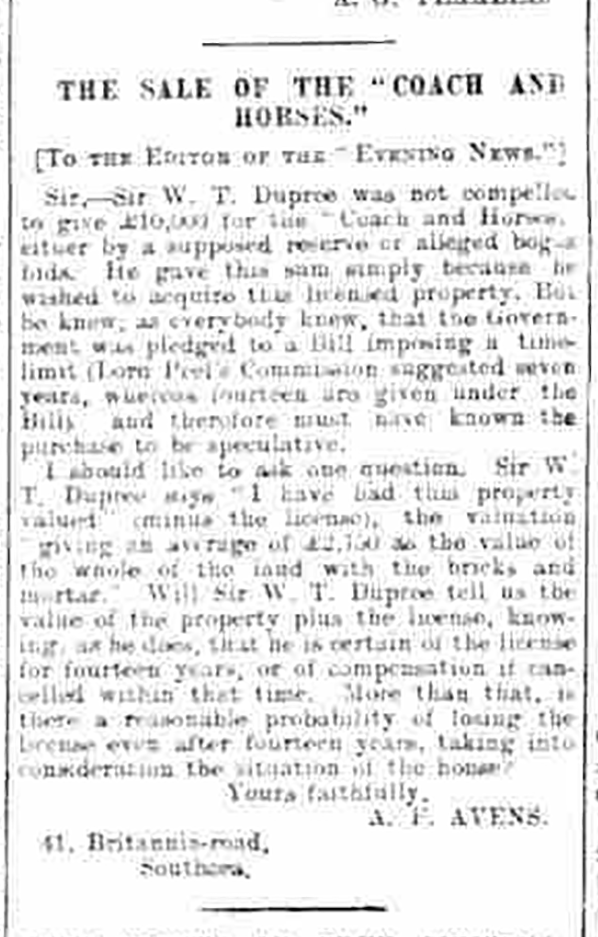 THE SALE OF THE "COACH AND
HORSES."
[To the Editor of the "Evening News."]
Sir,—Sir W. T. Dupree was not compelled
to give £10,000 for the "Coach and Horses,
either by a supposed reserve or alleged bogus
bids. He gave this sum simply because he
wished to acquire this licensed property. But
he knew, as everybody knew, that the Govern-
ment was pledged to a Bill imposing a time-
limit (Lord Peel's Commission suggested seven
years, whereas fourteen are given under the
Bill) and therefore must have known the
purchase to be speculative.
I should like to ask one question. Sir W.
T. Dupree says "I have had this property
valued" (minus the license), the valuation
"giving an average of £2,750 as the value of
the whole of the land with the bricks and
mortar." Will Sir W. T. Dupree tell us the
value of the property plus the license, know-
ing, as he does, that he is certain of the license
for fourteen years, or of compensation if can-
celled within that time. More than that, is
there a reasonable probability of losing the
license even after fourteen years, taking into
consideration the situation of the house?
Yours faithfully,
A. F. AVENS.
41, Britannia-road,
Southsea.